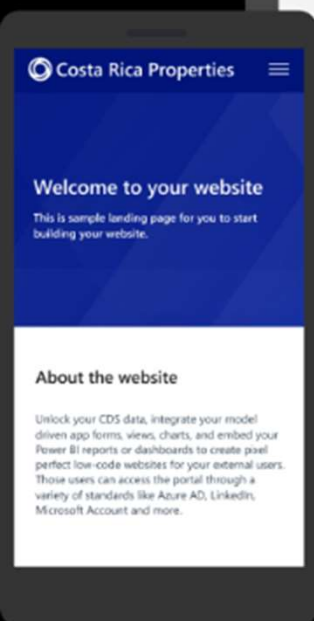 Costa Rica Properties
Welcome to your website
This is sample landing page for you to start
building your website.
About the website
Unlock your CDS data, integrate your model
driven app forms, views, charts, and embed your
Power BI reports or dashboards to create pixel
perfect low-code websites for your external users.
Those users can access the portal through a
variety of standards like Azure AD, LinkedIn,
Microsoft Account and more.